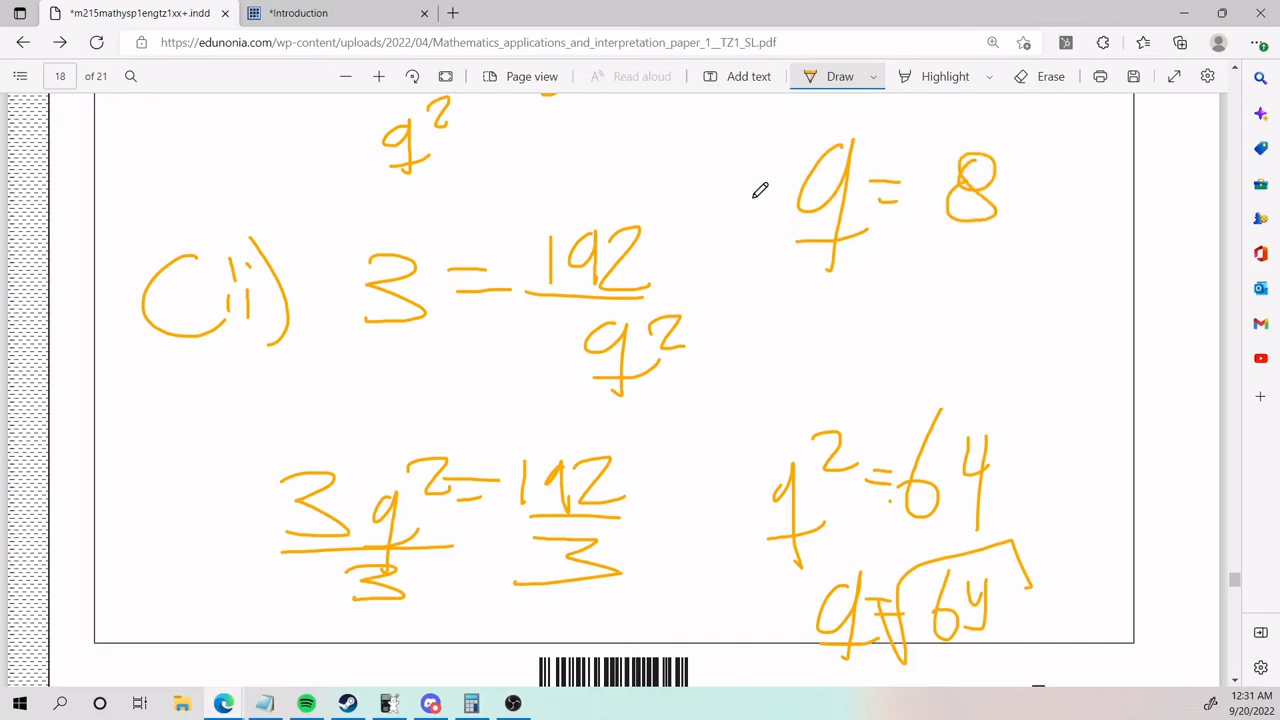 *m215mathysp1engtz1xx+.indd
*Introduction
https://edunonia.com/wp-content/uploads/2022/04/Mathematics_applications_and_interpretation_paper_1__TZ1_SL.pdf
18 of 21
Page view
Read aloud
Add text
Draw
Highlight
Erase
q²
q = 8
Cii) 3 = 192 / q²
3q² / 3 = 192 / 3
q² = 64
q = √64
12:31 AM
9/20/2022